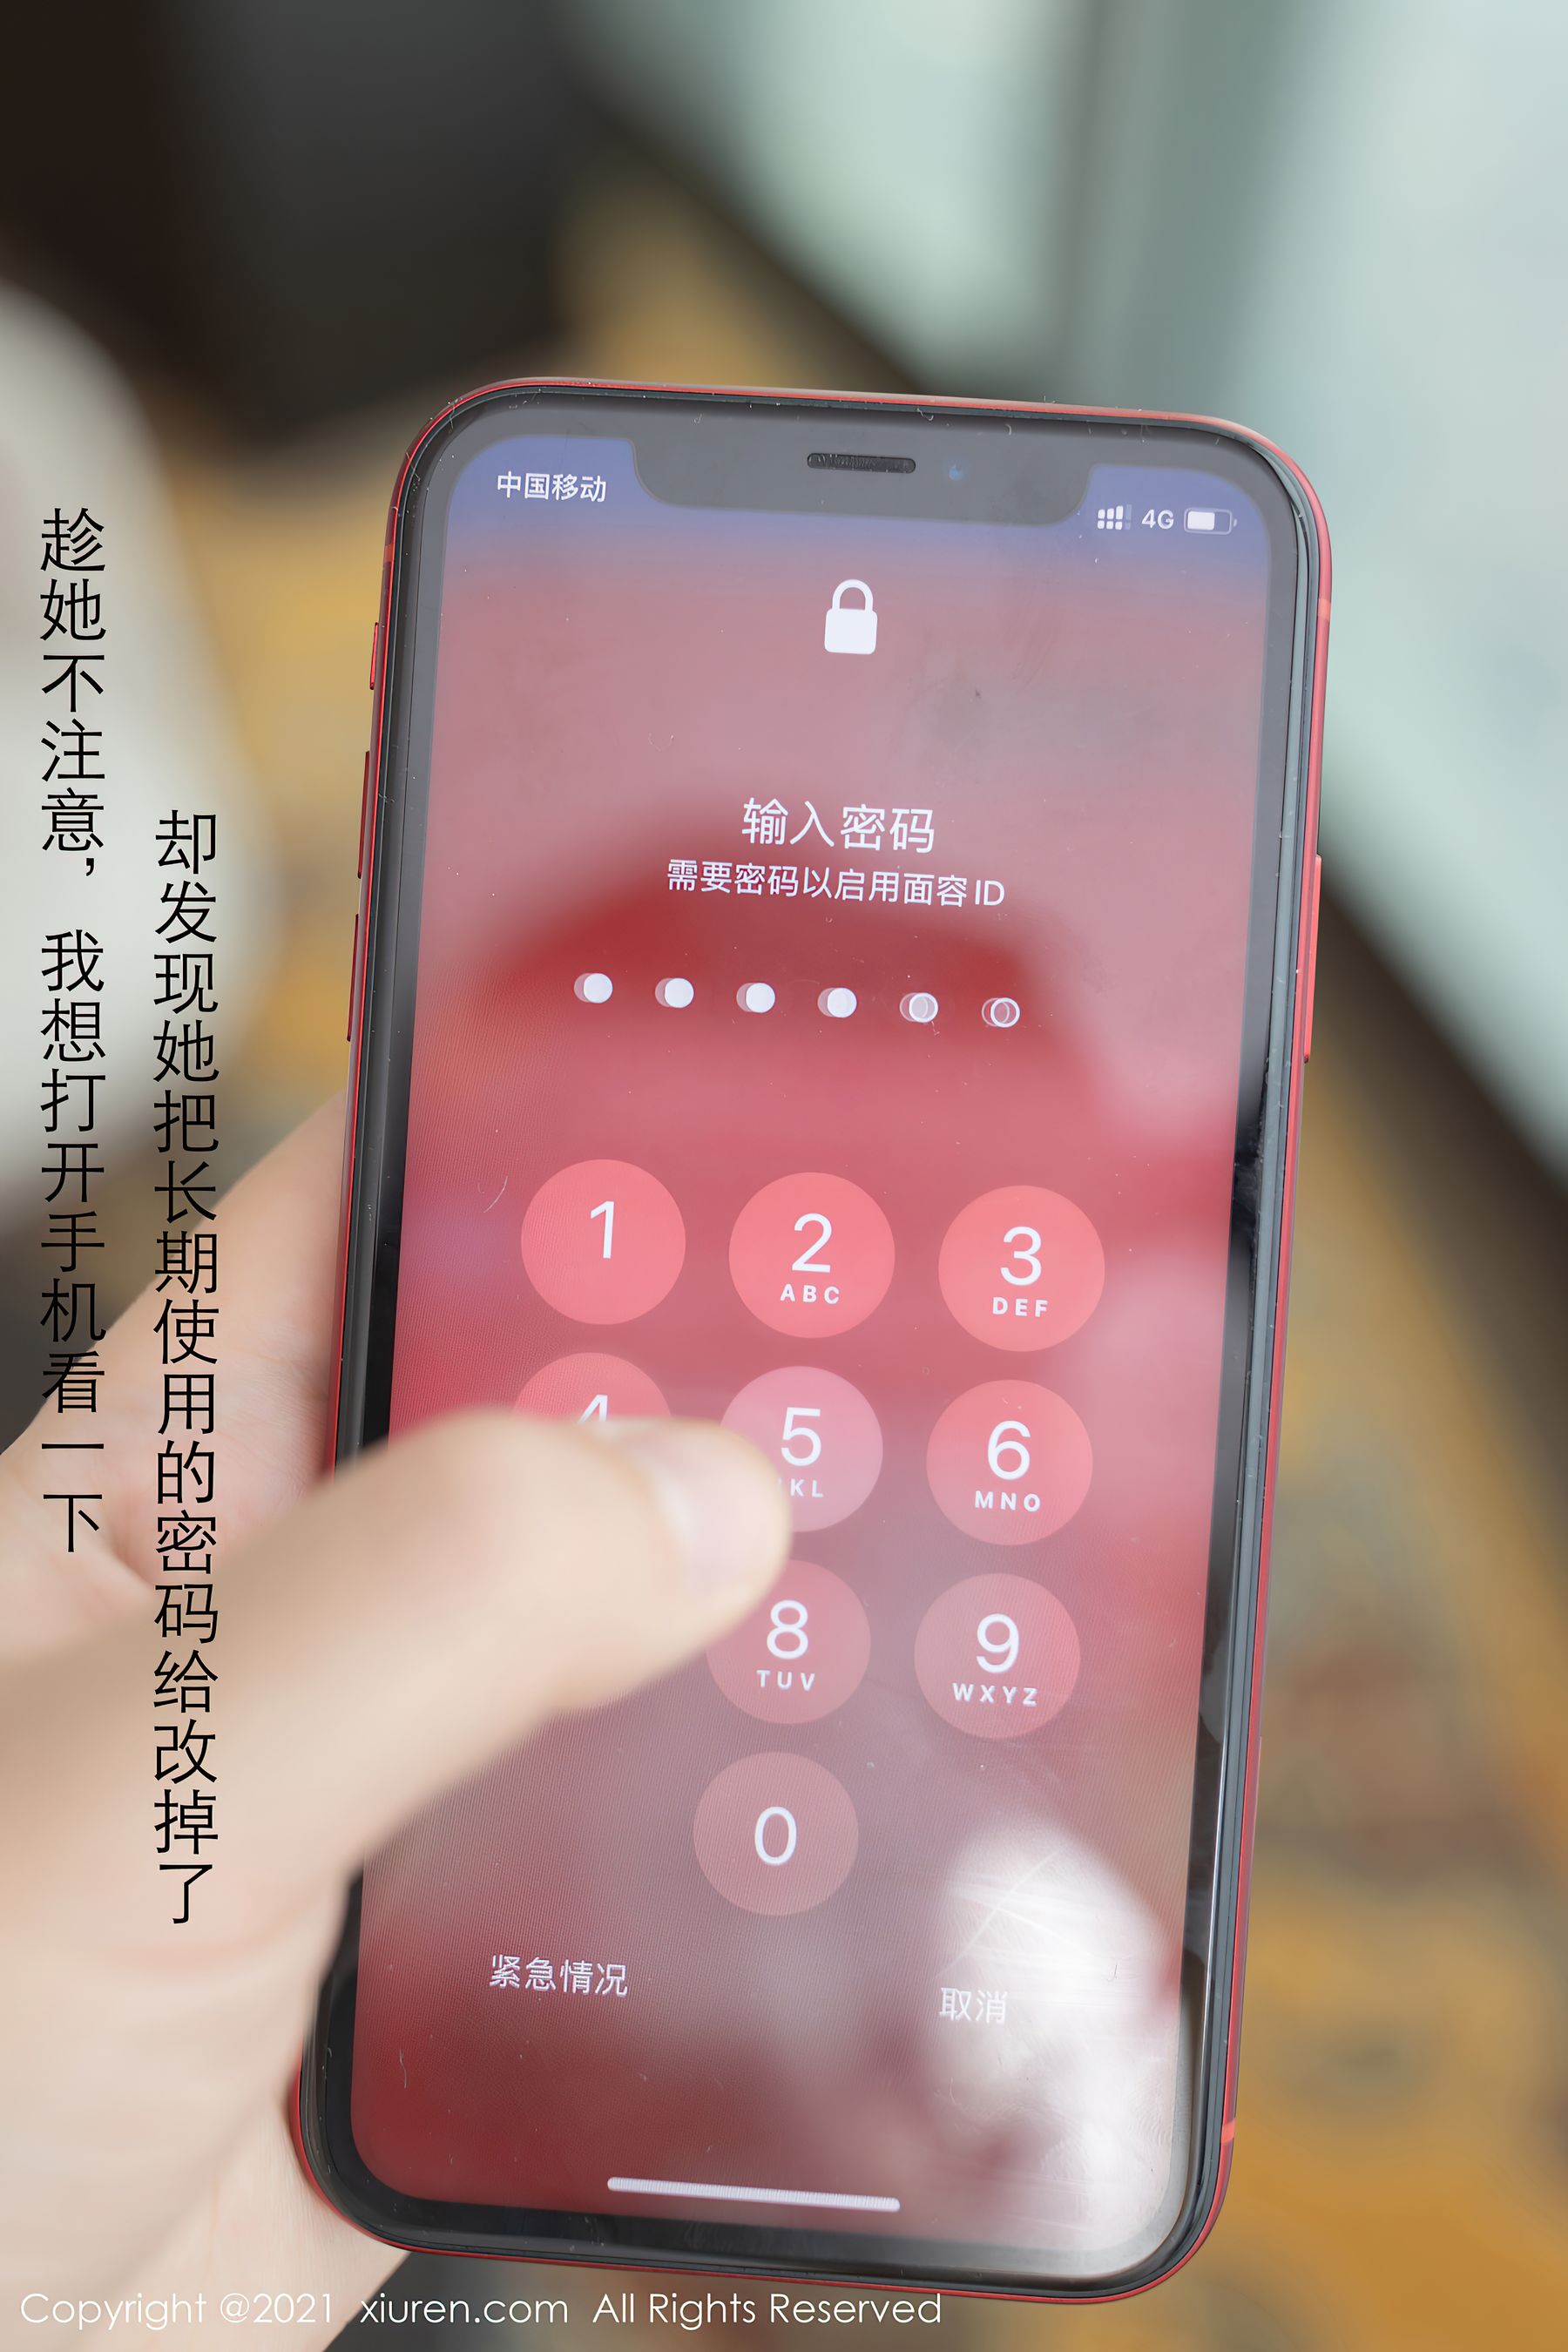 趁她不注意，我想打开手机看一下
却发现她把长期使用的密码给改掉了
中国移动
4G
输入密码
需要密码以启用面容ID
1
2
3
ABC
DEF
4
5
6
KL
MNO
8
9
TUV
WXYZ
0
紧急情况
取消
Copyright @2021 xiuren.com All Rights Reserved